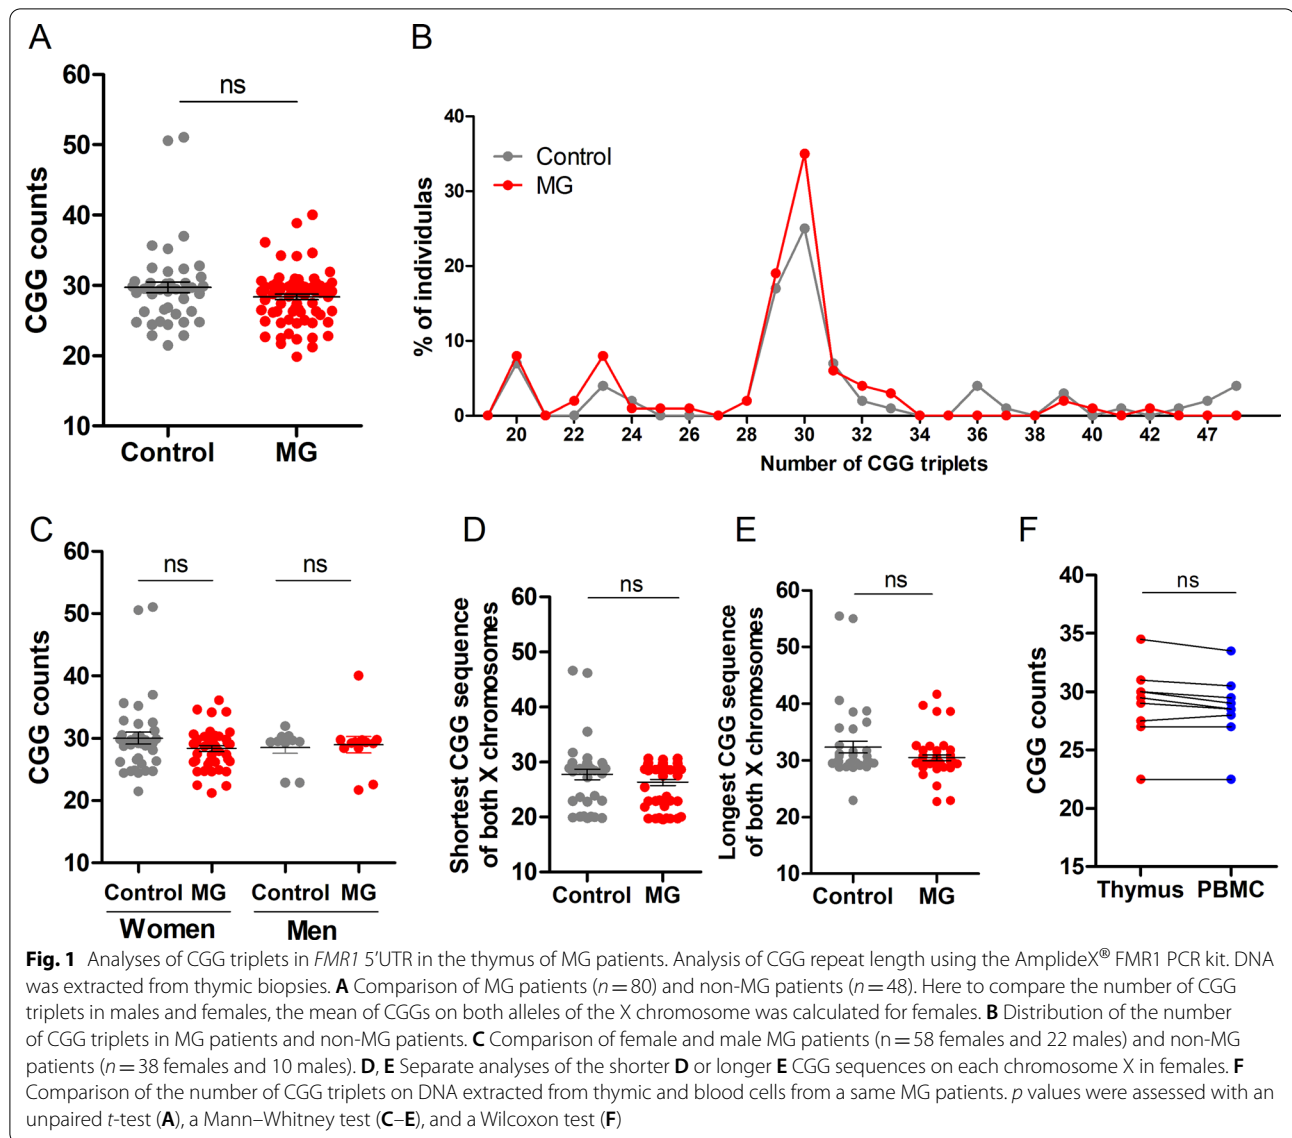 A
60
50
40
30
20
10
CGG counts
ns
Control
MG
B
40
30
20
10
0
% of individulas
Control
MG
20
22
24
26
28
30
32
34
36
38
40
42
47
Number of CGG triplets
C
60
50
40
30
20
10
CGG counts
ns
ns
Control MG
Control MG
Women
Men
D
60
50
40
30
20
10
Shortest CGG sequence
of both X chromosomes
ns
Control MG
E
60
50
40
30
20
10
Longest CGG sequence
of both X chromosomes
ns
Control
MG
F
40
35
30
25
20
15
CGG counts
ns
Thymus PBMC
Fig. 1 Analyses of CGG triplets in FMR1 5'UTR in the thymus of MG patients. Analysis of CGG repeat length using the AmplideX® FMR1 PCR kit. DNA
was extracted from thymic biopsies. A Comparison of MG patients (n = 80) and non-MG patients (n = 48). Here to compare the number of CGG
triplets in males and females, the mean of CGGs on both alleles of the X chromosome was calculated for females. B Distribution of the number
of CGG triplets in MG patients and non-MG patients. C Comparison of female and male MG patients (n = 58 females and 22 males) and non-MG
patients (n = 38 females and 10 males). D, E Separate analyses of the shorter D or longer E CGG sequences on each chromosome X in females. F
Comparison of the number of CGG triplets on DNA extracted from thymic and blood cells from a same MG patients. p values were assessed with an
unpaired t-test (A), a Mann–Whitney test (C–E), and a Wilcoxon test (F)